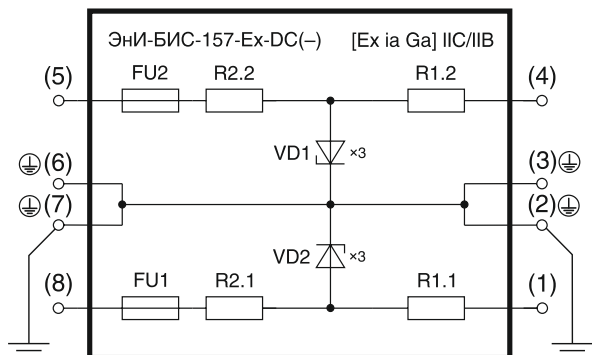 ЭнИ-БИС-157-Ex-DC(–) [Ex ia Ga] IIC/IIB
(5) FU2 R2.2 R1.2 (4)
VD1 ×3
(6) (3)
(7) (2)
VD2 ×3
(8) FU1 R2.1 R1.1 (1)